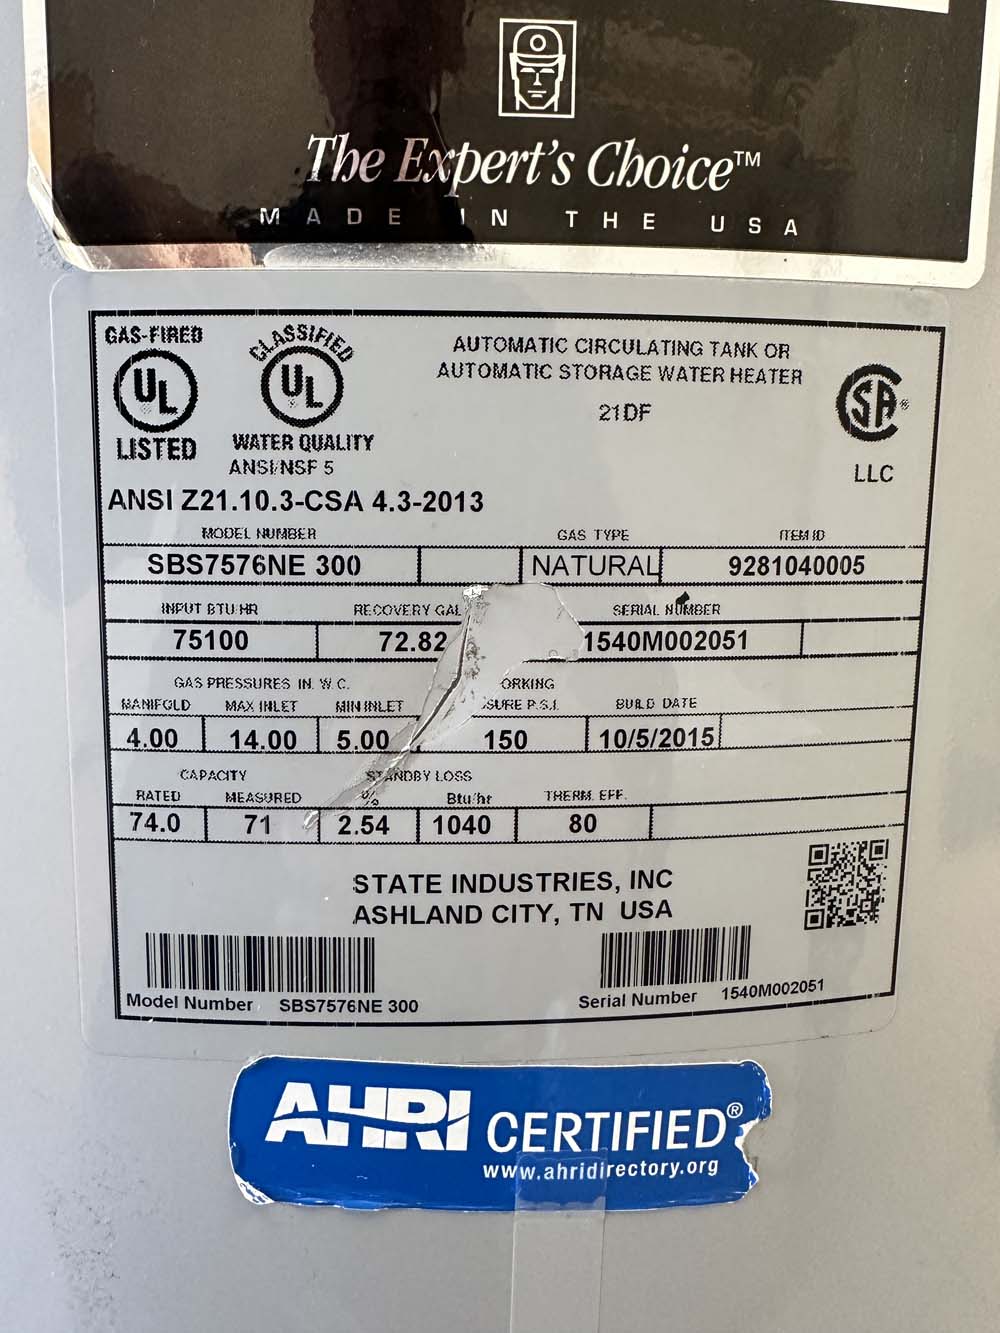 The Expert's Choice™
MADE IN THE USA
GAS-FIRED
UL
LISTED
CLASSIFIED
UL
WATER QUALITY
ANSI/NSF 5
AUTOMATIC CIRCULATING TANK OR
AUTOMATIC STORAGE WATER HEATER
21DF
SA®
LLC
ANSI Z21.10.3-CSA 4.3-2013
MODEL NUMBER GAS TYPE ITEM ID
SBS7576NE 300 NATURAL 9281040005
INPUT BTU/HR RECOVERY GAL SERIAL NUMBER
75100 72.82 1540M002051
GAS PRESSURES IN. W.C. ORKING
MANIFOLD MAX INLET MIN INLET SURE P.S.I. BUILD DATE
4.00 14.00 5.00 150 10/5/2015
CAPACITY STANDBY LOSS
RATED MEASURED % Btu/hr THERM. EFF.
74.0 71 2.54 1040 80
STATE INDUSTRIES, INC
ASHLAND CITY, TN USA
Model Number SBS7576NE 300
Serial Number 1540M002051
AHRI CERTIFIED®
www.ahridirectory.org